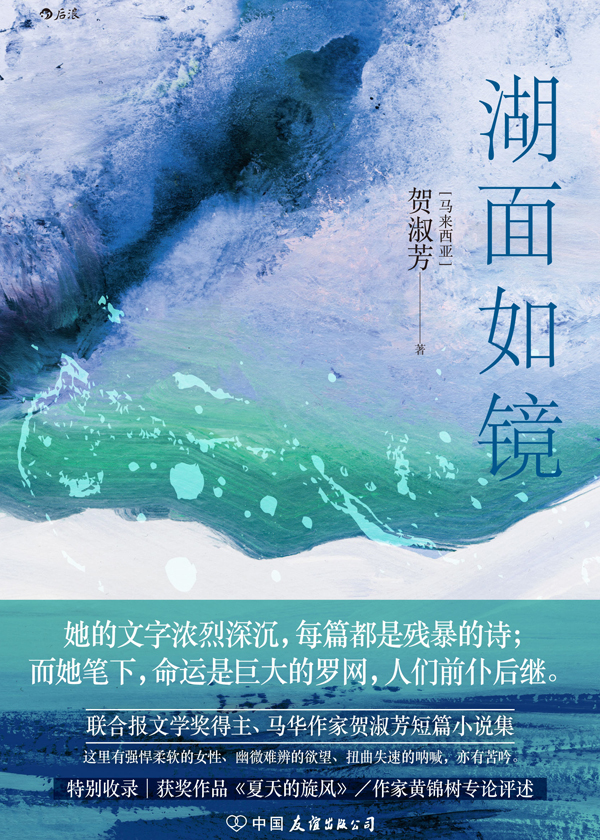 后浪
湖面如镜
[马来西亚]
贺淑芳
著
她的文字浓烈深沉，每篇都是残暴的诗；
而她笔下，命运是巨大的罗网，人们前仆后继。
联合报文学奖得主、马华作家贺淑芳短篇小说集
这里有强悍柔软的女性、幽微难辨的欲望、扭曲失速的呐喊，亦有苦吟。
特别收录｜获奖作品《夏天的旋风》／作家黄锦树专论评述
中国友谊出版公司